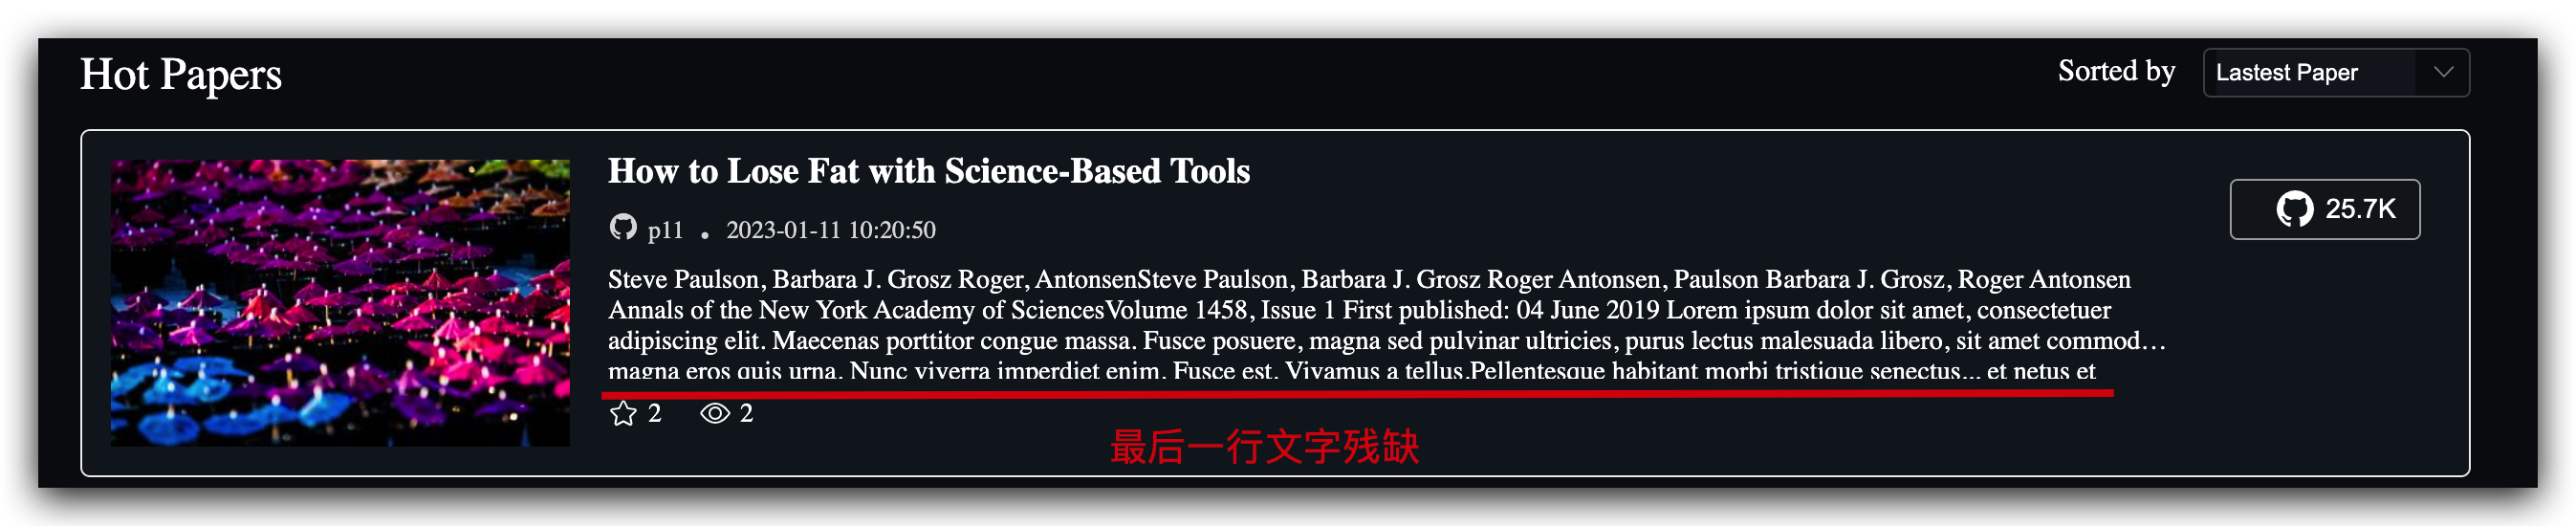 Hot Papers
Sorted by
Lastest Paper
How to Lose Fat with Science-Based Tools
25.7K
p11 . 2023-01-11 10:20:50
Steve Paulson, Barbara J. Grosz Roger, AntonsenSteve Paulson, Barbara J. Grosz Roger Antonsen, Paulson Barbara J. Grosz, Roger Antonsen
Annals of the New York Academy of SciencesVolume 1458, Issue 1 First published: 04 June 2019 Lorem ipsum dolor sit amet, consectetuer
adipiscing elit. Maecenas porttitor congue massa. Fusce posuere, magna sed pulvinar ultricies, purus lectus malesuada libero, sit amet commod...
magna eros quis urna. Nunc viverra imperdiet enim. Fusce est. Vivamus a tellus.Pellentesque habitant morbi tristique senectus... et netus et
2 2
最后一行文字残缺